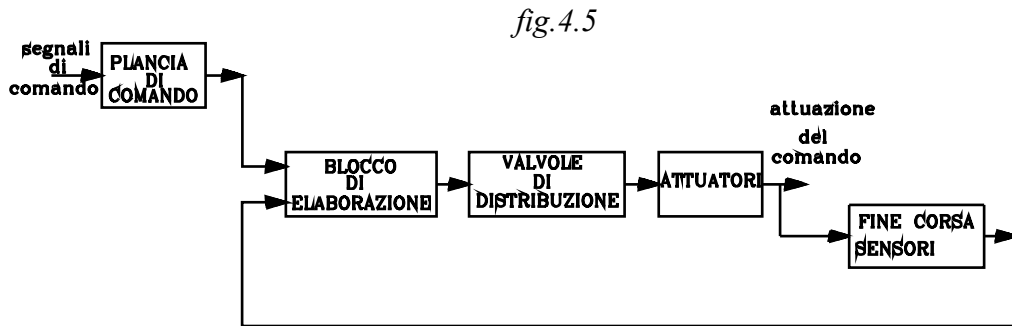 fig.4.5
segnali
di
comando
PLANCIA
DI
COMANDO
attuazione
del
comando
BLOCCO
DI
ELABORAZIONE
VALVOLE
DI
DISTRIBUZIONE
ATTUATORI
FINE CORSA
SENSORI